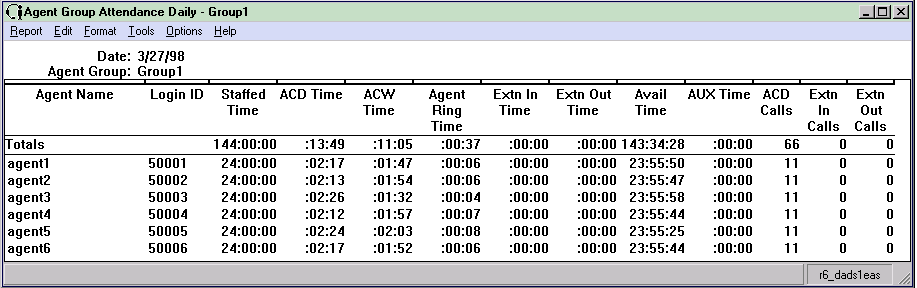 Agent Group Attendance Daily - Group1
Report Edit Format Tools Options Help
Date: 3/27/98
Agent Group: Group1
Agent Name Login ID Staffed Time ACD Time ACW Time Agent Ring Time Extn In Time Extn Out Time Avail Time AUX Time ACD Calls Extn In Calls Extn Out Calls
Totals 144:00:00 :13:49 :11:05 :00:37 :00:00 :00:00 143:34:28 :00:00 66 0 0
agent1 50001 24:00:00 :02:17 :01:47 :00:06 :00:00 :00:00 23:55:50 :00:00 11 0 0
agent2 50002 24:00:00 :02:13 :01:54 :00:06 :00:00 :00:00 23:55:47 :00:00 11 0 0
agent3 50003 24:00:00 :02:26 :01:32 :00:04 :00:00 :00:00 23:55:58 :00:00 11 0 0
agent4 50004 24:00:00 :02:12 :01:57 :00:07 :00:00 :00:00 23:55:44 :00:00 11 0 0
agent5 50005 24:00:00 :02:24 :02:03 :00:08 :00:00 :00:00 23:55:25 :00:00 11 0 0
agent6 50006 24:00:00 :02:17 :01:52 :00:06 :00:00 :00:00 23:55:44 :00:00 11 0 0
r6_dads1eas